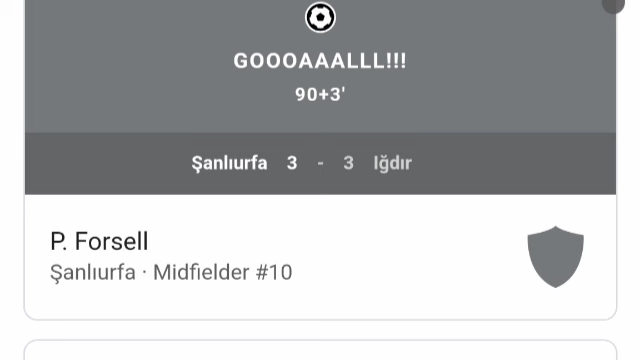 GOOOAAALLL!!!
90+3'
Şanlıurfa 3 - 3 Iğdır
P. Forsell
Şanlıurfa · Midfielder #10